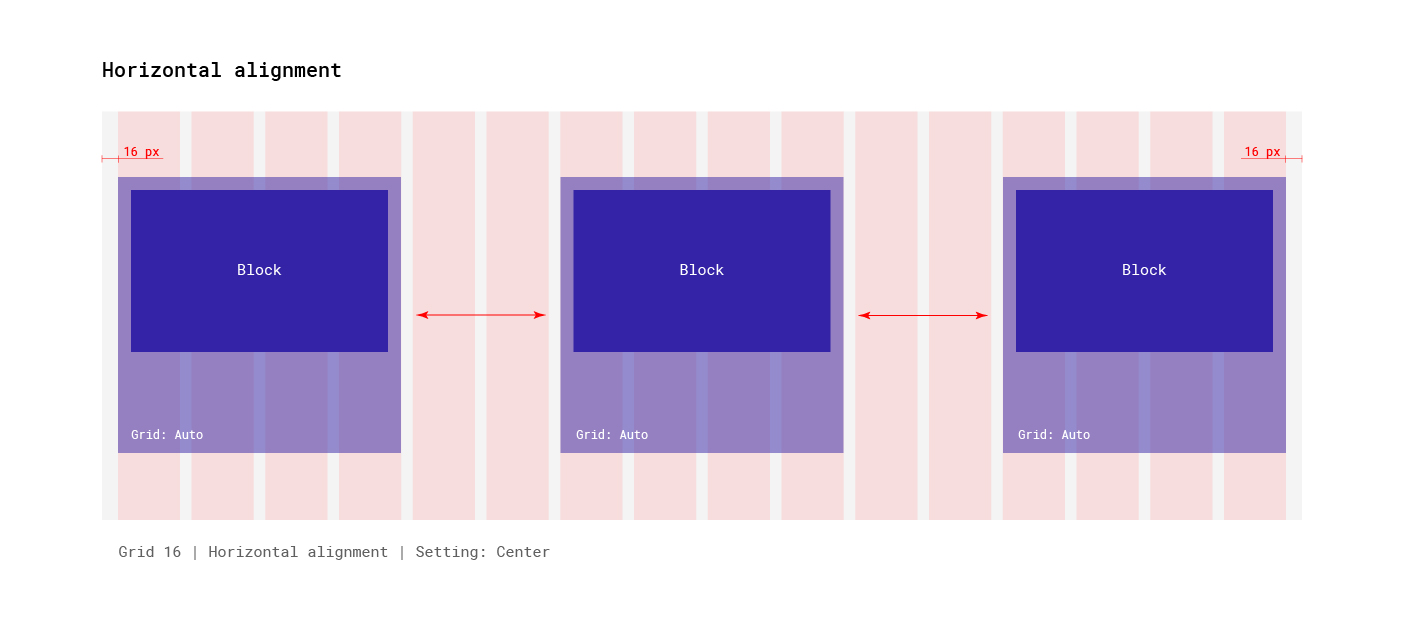 Horizontal alignment
16 px
16 px
Block
Block
Block
Grid: Auto
Grid: Auto
Grid: Auto
Grid 16 | Horizontal alignment | Setting: Center